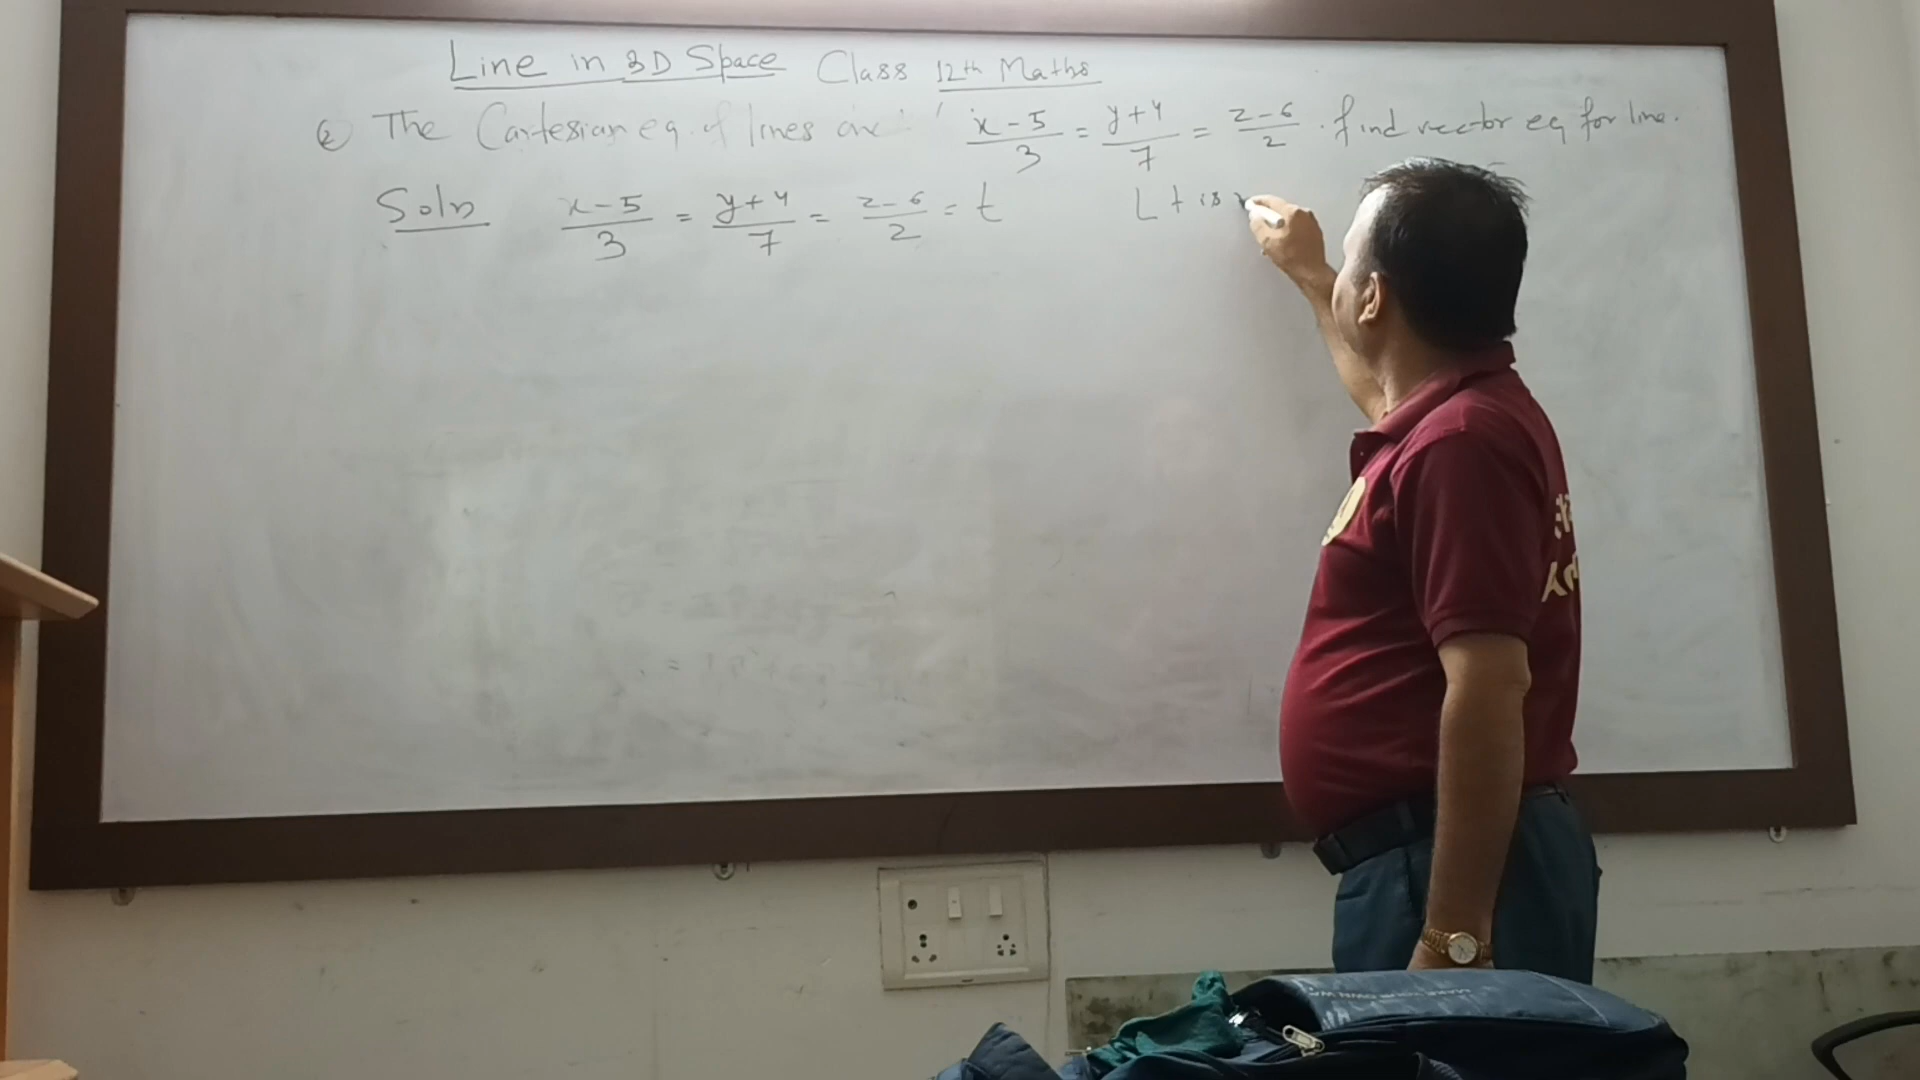 Line in 3D Space Class 12th Maths
The Cartesian eq. of lines are x-5/3 = y+4/7 = z-6/2 . find vector eq for line.
Soln x-5/3 = y+4/7 = z-6/2 = t Lt is